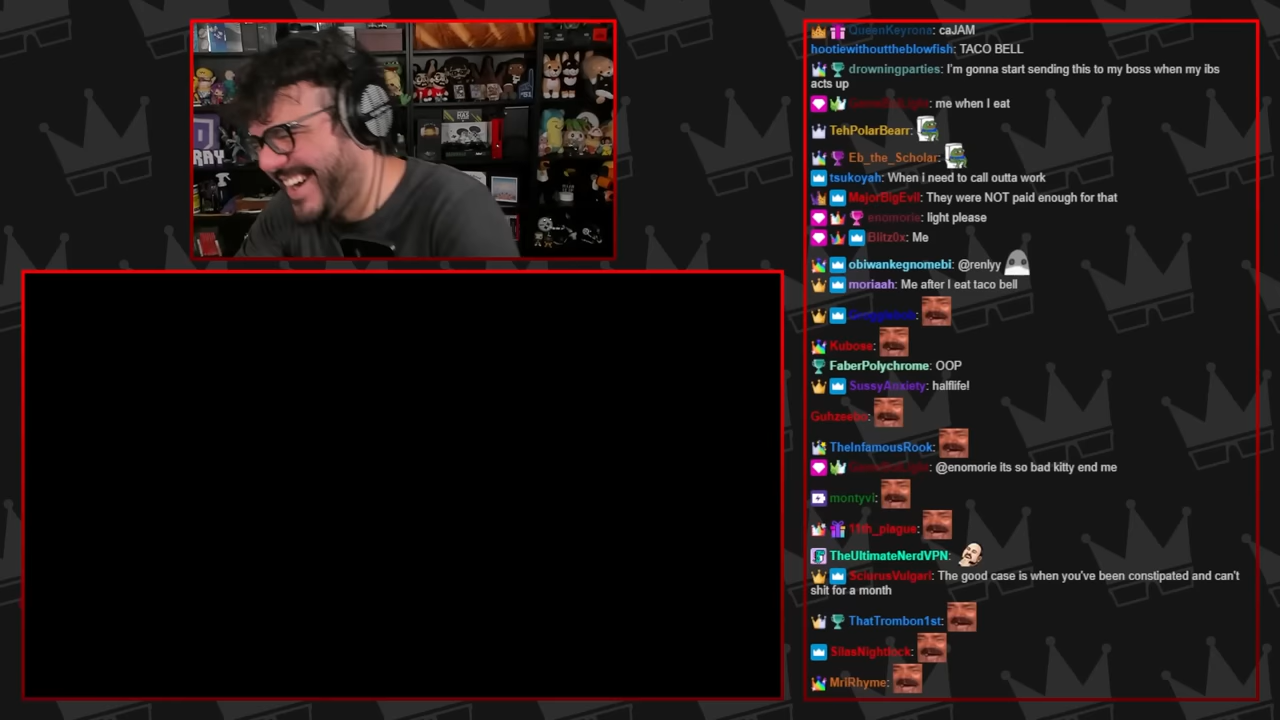 RAY
QueenKeyrona: caJAM
hootiewithouttheblowfish: TACO BELL
drowningparties: I'm gonna start sending this to my boss when my ibs
acts up
: me when I eat
TehPolarBearr:
Eb_the_Scholar:
tsukoyah: When i need to call outta work
MajorBigEvil: They were NOT paid enough for that
enomorie: light please
Blitz0x: Me
obiwankegnomebi: @renlyy
moriaah: Me after I eat taco bell
Kubose:
FaberPolychrome: OOP
SussyAnxiety: halflife!
TheInfamousRook:
: @enomorie its so bad kitty end me
montyvi:
11th_plague:
TheUltimateNerdVPN:
SciurusVulgari: The good case is when you've been constipated and can't
shit for a month
ThatTrombon1st:
SilasNightlock:
MriRhyme: